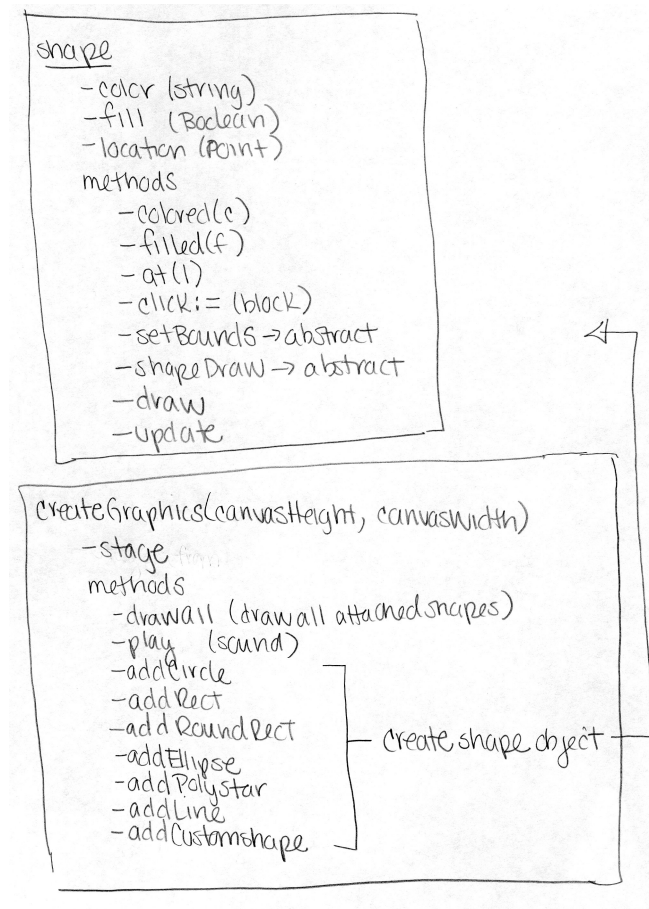 shape
-color (string)
-fill (Boolean)
-location (Point)
methods
-colored(c)
-filled(f)
-at(l)
-click:= (block)
-setBounds → abstract
-shapeDraw → abstract
-draw
-update
createGraphics(canvasHeight, canvasWidth)
-stage
methods
-drawall (draw all attached shapes)
-play (sound)
-addCircle
-addRect
-addRoundRect
-addEllipse
-addPolyStar
-addLine
-addCustomshape
create shape object